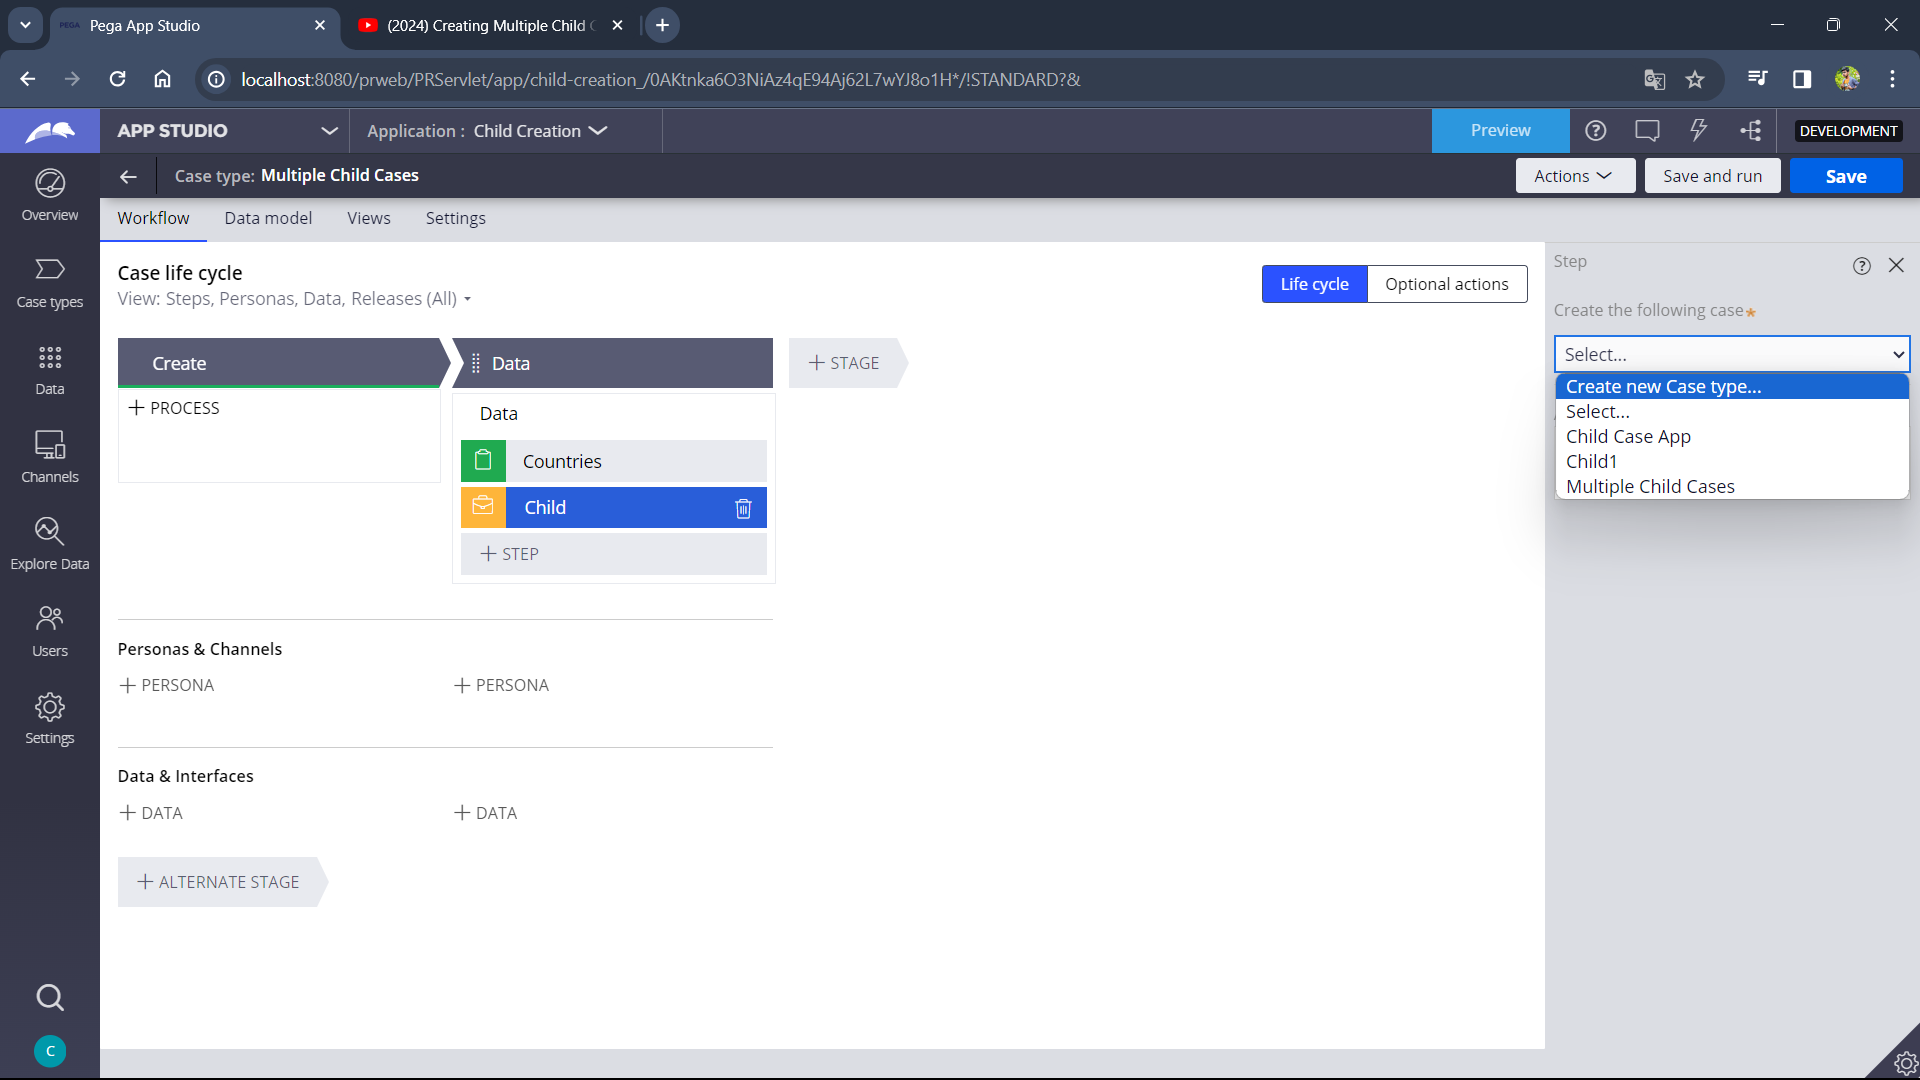 PEGA Pega App Studio
(2024) Creating Multiple Child C
localhost:8080/prweb/PRServlet/app/child-creation_/0AKtnka6O3NiAz4qE94Aj62L7wYJ8o1H*/!STANDARD?&
APP STUDIO
Application : Child Creation
Preview
DEVELOPMENT
Case type: Multiple Child Cases
Actions
Save and run
Save
Overview
Case types
Data
Channels
Explore Data
Users
Settings
C
Workflow
Data model
Views
Settings
Case life cycle
View: Steps, Personas, Data, Releases (All)
Life cycle
Optional actions
Create
Data
+ STAGE
+ PROCESS
Data
Countries
Child
+ STEP
Personas & Channels
+ PERSONA
+ PERSONA
Data & Interfaces
+ DATA
+ DATA
+ ALTERNATE STAGE
Step
Create the following case*
Select...
Create new Case type...
Select...
Child Case App
Child1
Multiple Child Cases